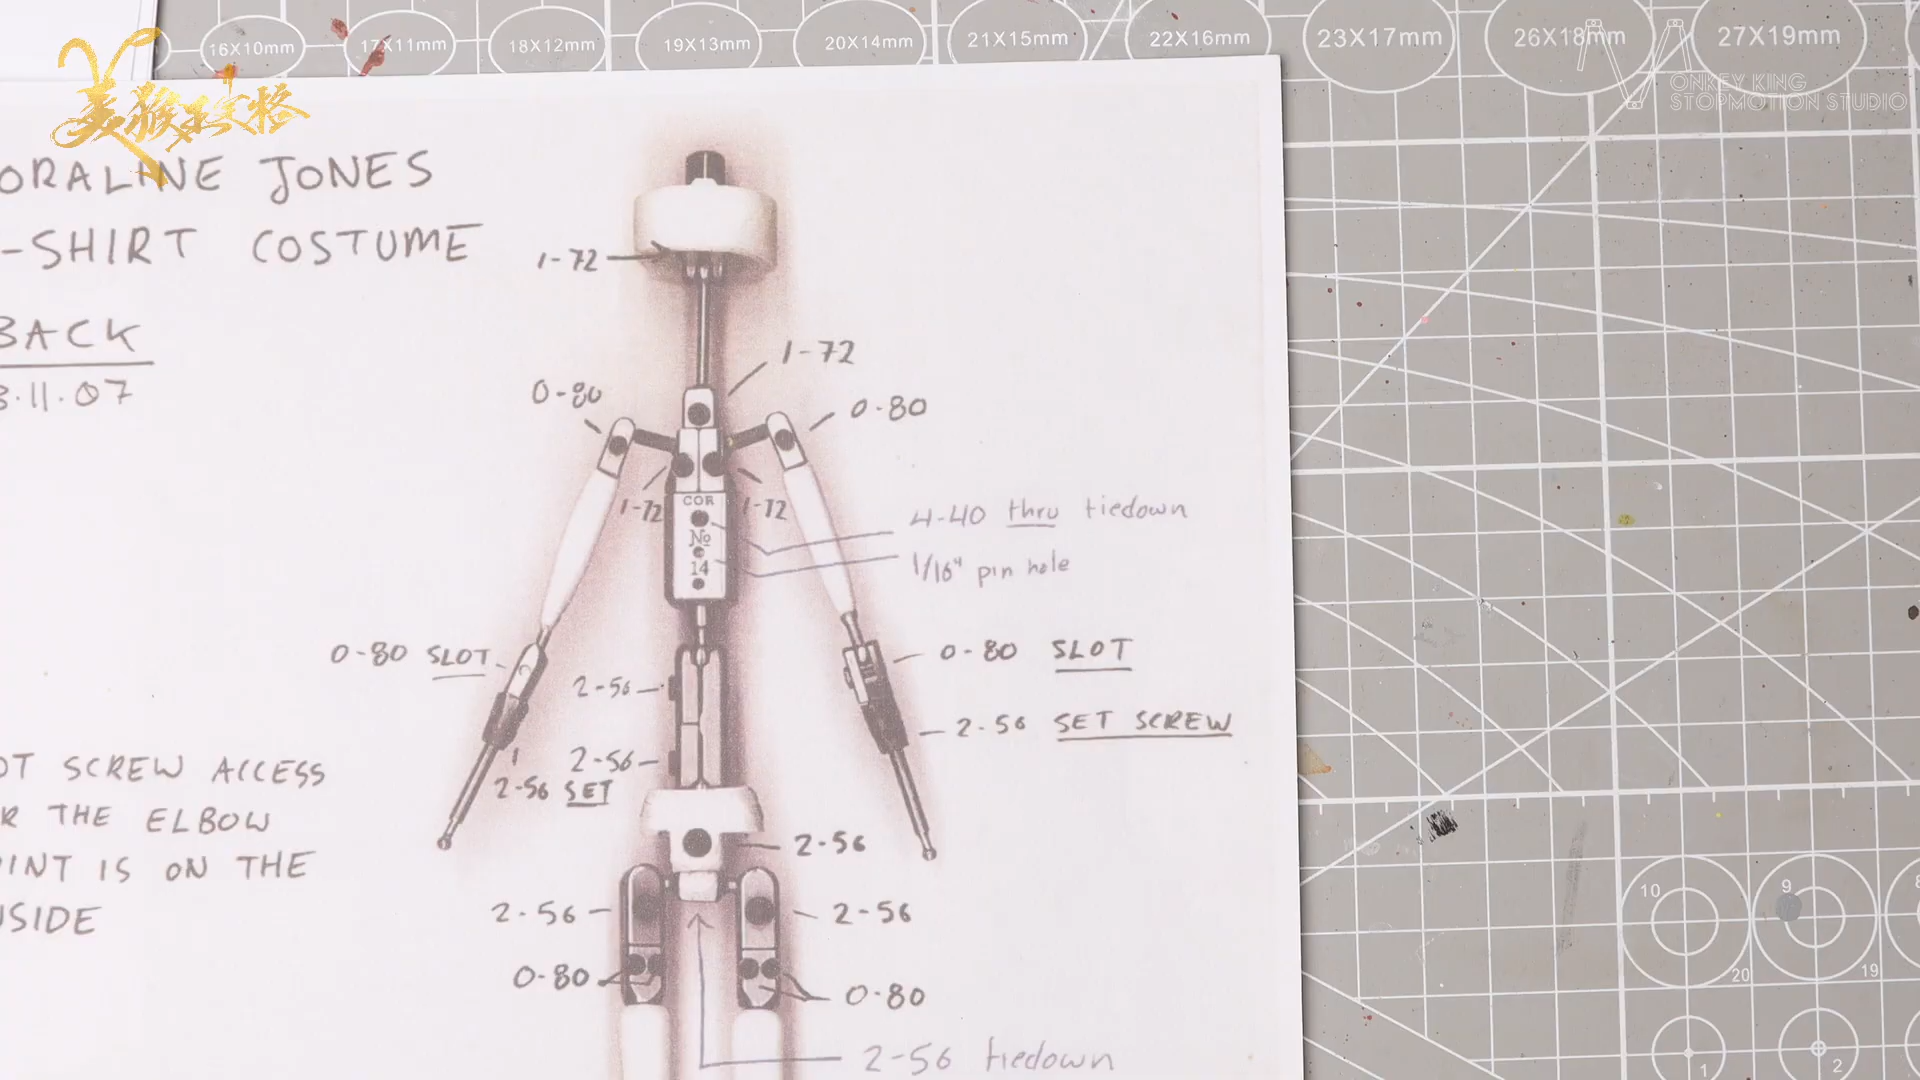 16X10mm
17X11mm
18X12mm
19X13mm
20X14mm
21X15mm
22X16mm
23X17mm
26X18mm
27X19mm
美猴王定格
ONKEY KING
STOPMOTION STUDIO
ORALINE JONES
-SHIRT COSTUME
BACK
3.11.07
1-72
1-72
0-80
0-80
1-72
1-72
COR
No
14
4-40 thru tiedown
1/16" pin hole
0-80 SLOT
0-80 SLOT
2-56
2-56 SET SCREW
2-56
2-56 SET
OT SCREW ACCESS
R THE ELBOW
INT IS ON THE
SIDE
2-56
2-56
2-56
0-80
0-80
2-56 tiedown
10
9
8
20
19
1
2